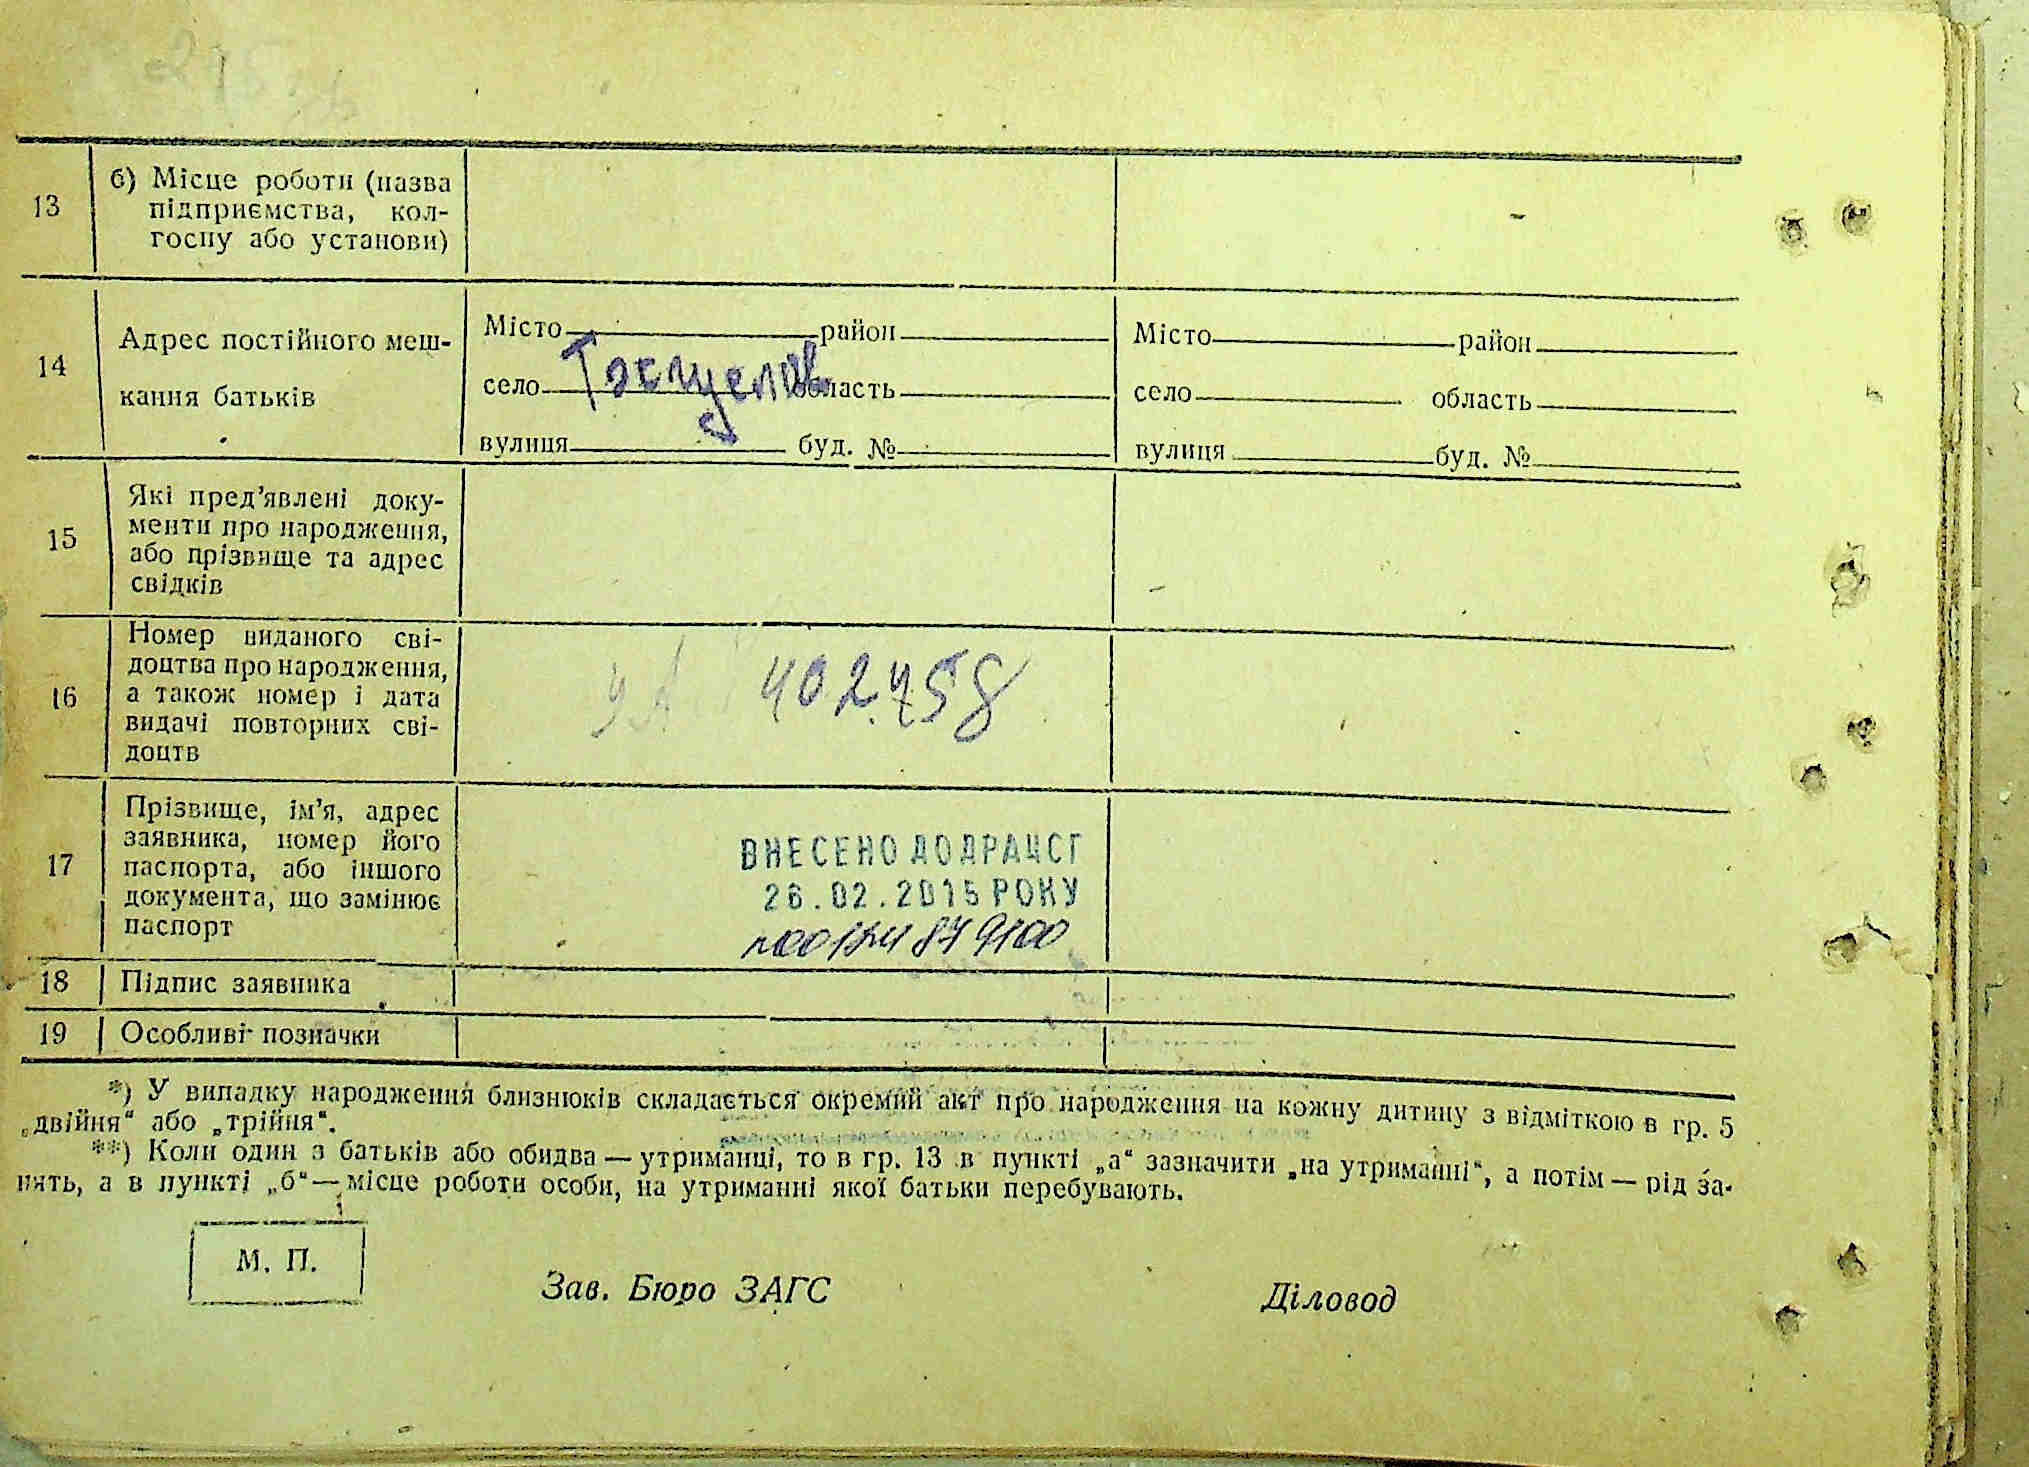 13
б) Місце роботи (назва
підприємства, кол-
госпу або установи)
14
Адрес постійного меш-
кання батьків
Місто район
село область
вулиця буд. №
Місто район
село область
вулиця буд. №
15
Які пред’явлені доку-
менти про народження,
або прізвище та адрес
свідків
16
Номер виданого сві-
доцтва про народження,
а також номер і дата
видачі повторних сві-
доцтв
УА 402758
17
Прізвище, ім’я, адрес
заявника, номер його
паспорта, або іншого
документа, що замінює
паспорт
ВНЕСЕНО ДО ДРАЦСГ
26.02.2015 РОКУ
18 Підпис заявника
19 Особливі позначки
*) У випадку народження близнюків складається окремий акт про народження на кожну дитину з відміткою в гр. 5
„двійня“ або „трійня“.
**) Коли один з батьків або обидва — утриманці, то в гр. 13 в пункті „а“ зазначити „на утриманні“, а потім — рід за-
нять, а в пункті „б“ — місце роботи особи, на утриманні якої батьки перебувають.
М. П.
Зав. Бюро ЗАГС
Діловод